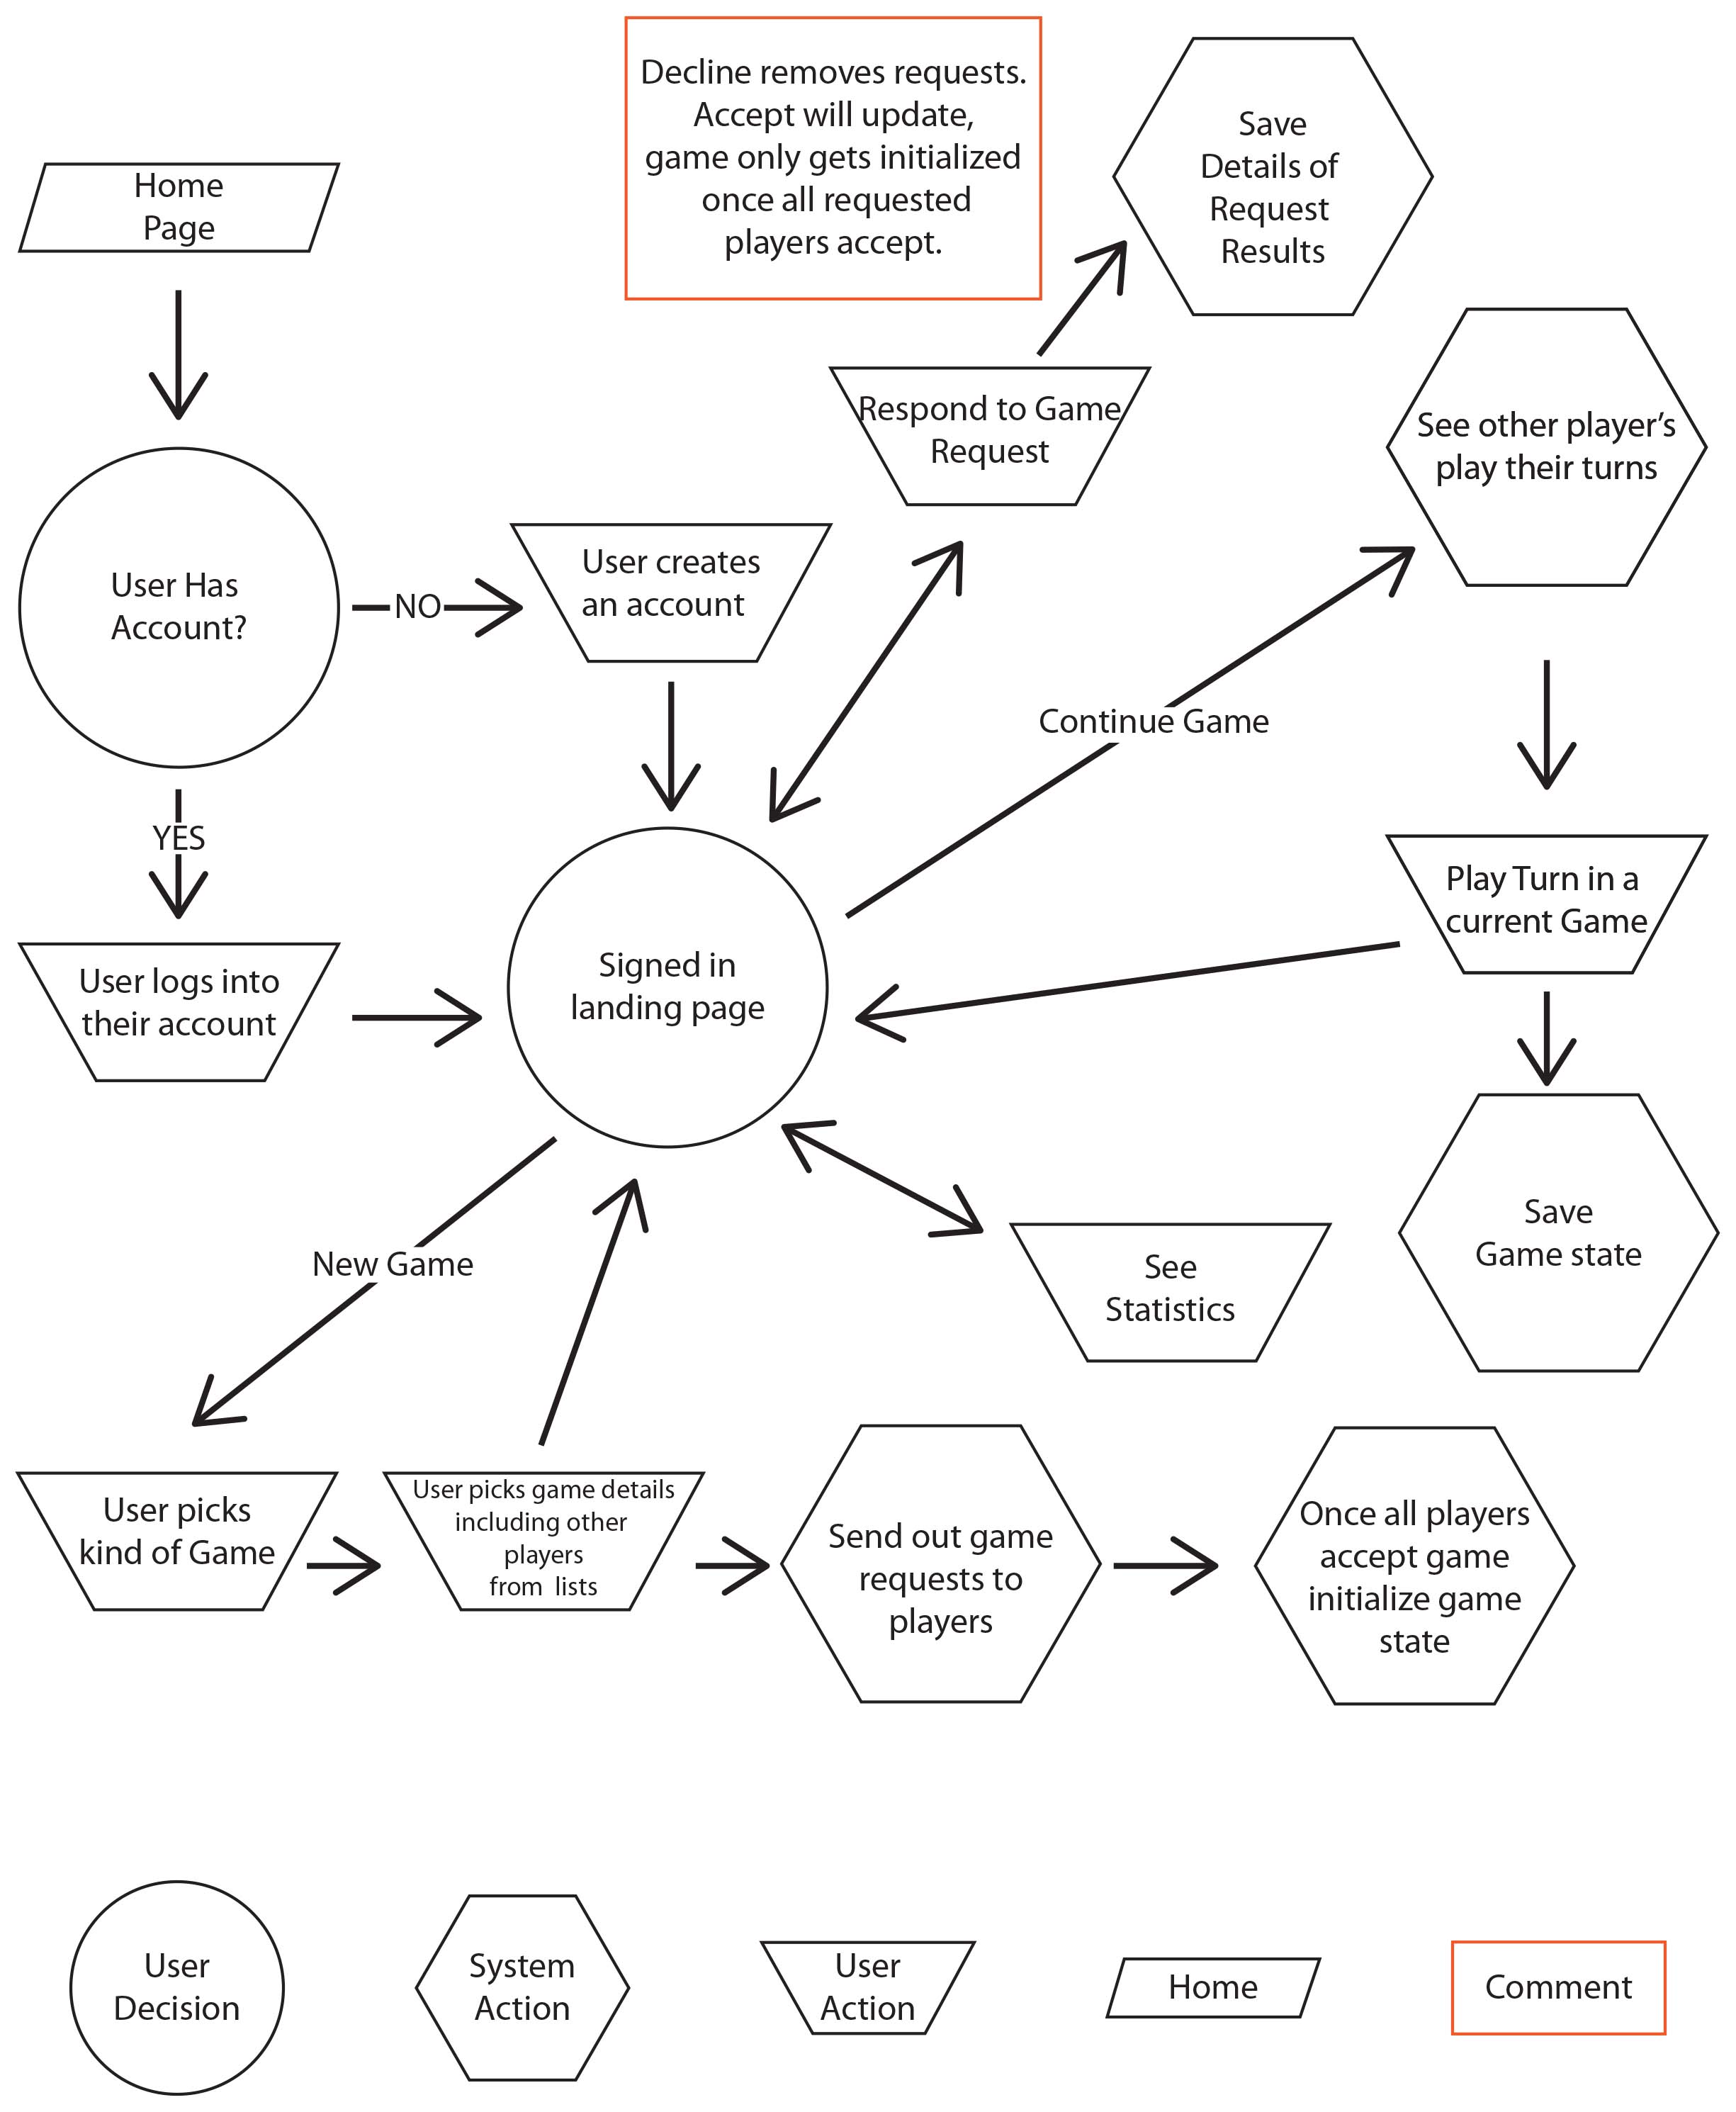 Decline removes requests.
Accept will update,
game only gets initialized
once all requested
players accept.
Save
Details of
Request
Results
Home
Page
Respond to Game
Request
See other player's
play their turns
User Has
Account?
NO
User creates
an account
Continue Game
YES
Play Turn in a
current Game
User logs into
their account
Signed in
landing page
New Game
See
Statistics
Save
Game state
User picks
kind of Game
User picks game details
including other
players
from lists
Send out game
requests to
players
Once all players
accept game
initialize game
state
User
Decision
System
Action
User
Action
Home
Comment